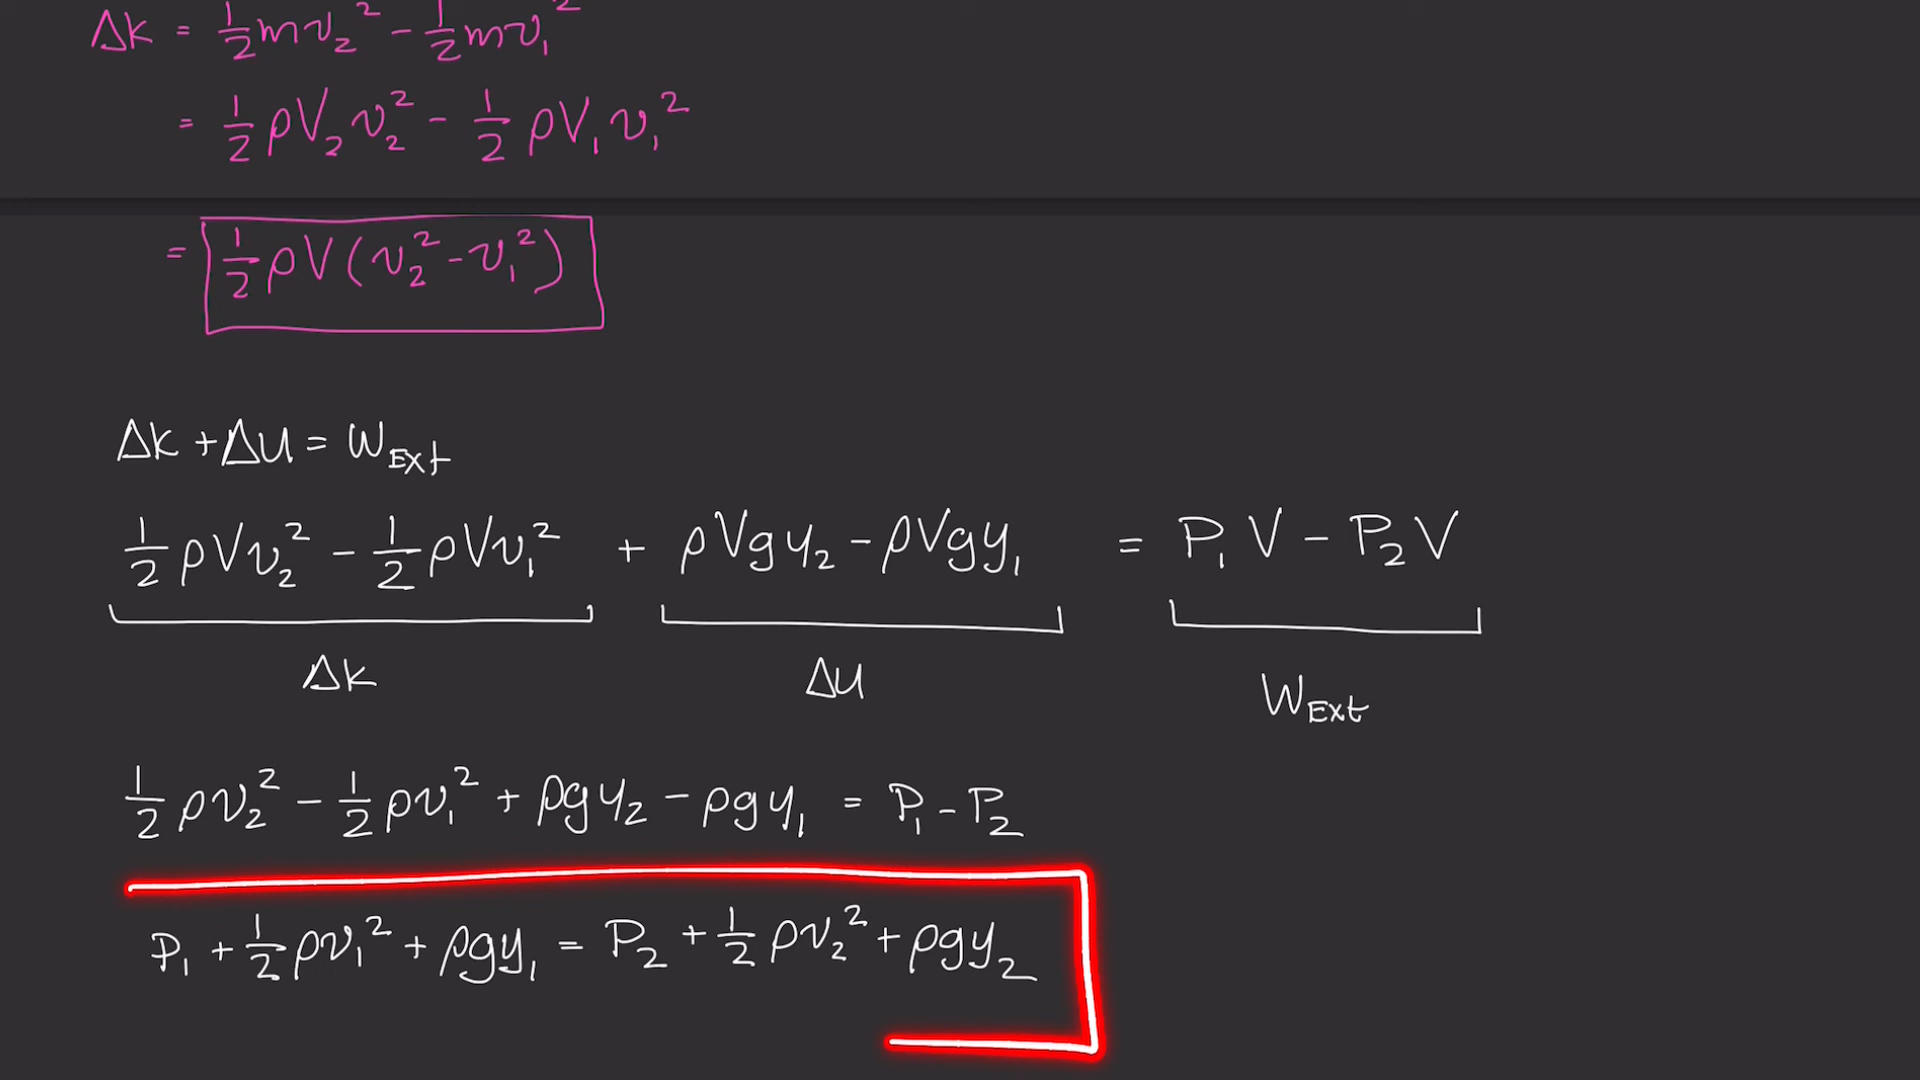 Δk = ½mv₂² - ½mv₁²
= ½ρV₂v₂² - ½ρV₁v₁²
= ½ρV(v₂² - v₁²)
Δk + ΔU = W_Ext
½ρVv₂² - ½ρVv₁² + ρVgy₂ - ρVgy₁ = P₁V - P₂V
Δk ΔU W_Ext
½ρv₂² - ½ρv₁² + ρgy₂ - ρgy₁ = P₁ - P₂
P₁ + ½ρv₁² + ρgy₁ = P₂ + ½ρv₂² + ρgy₂